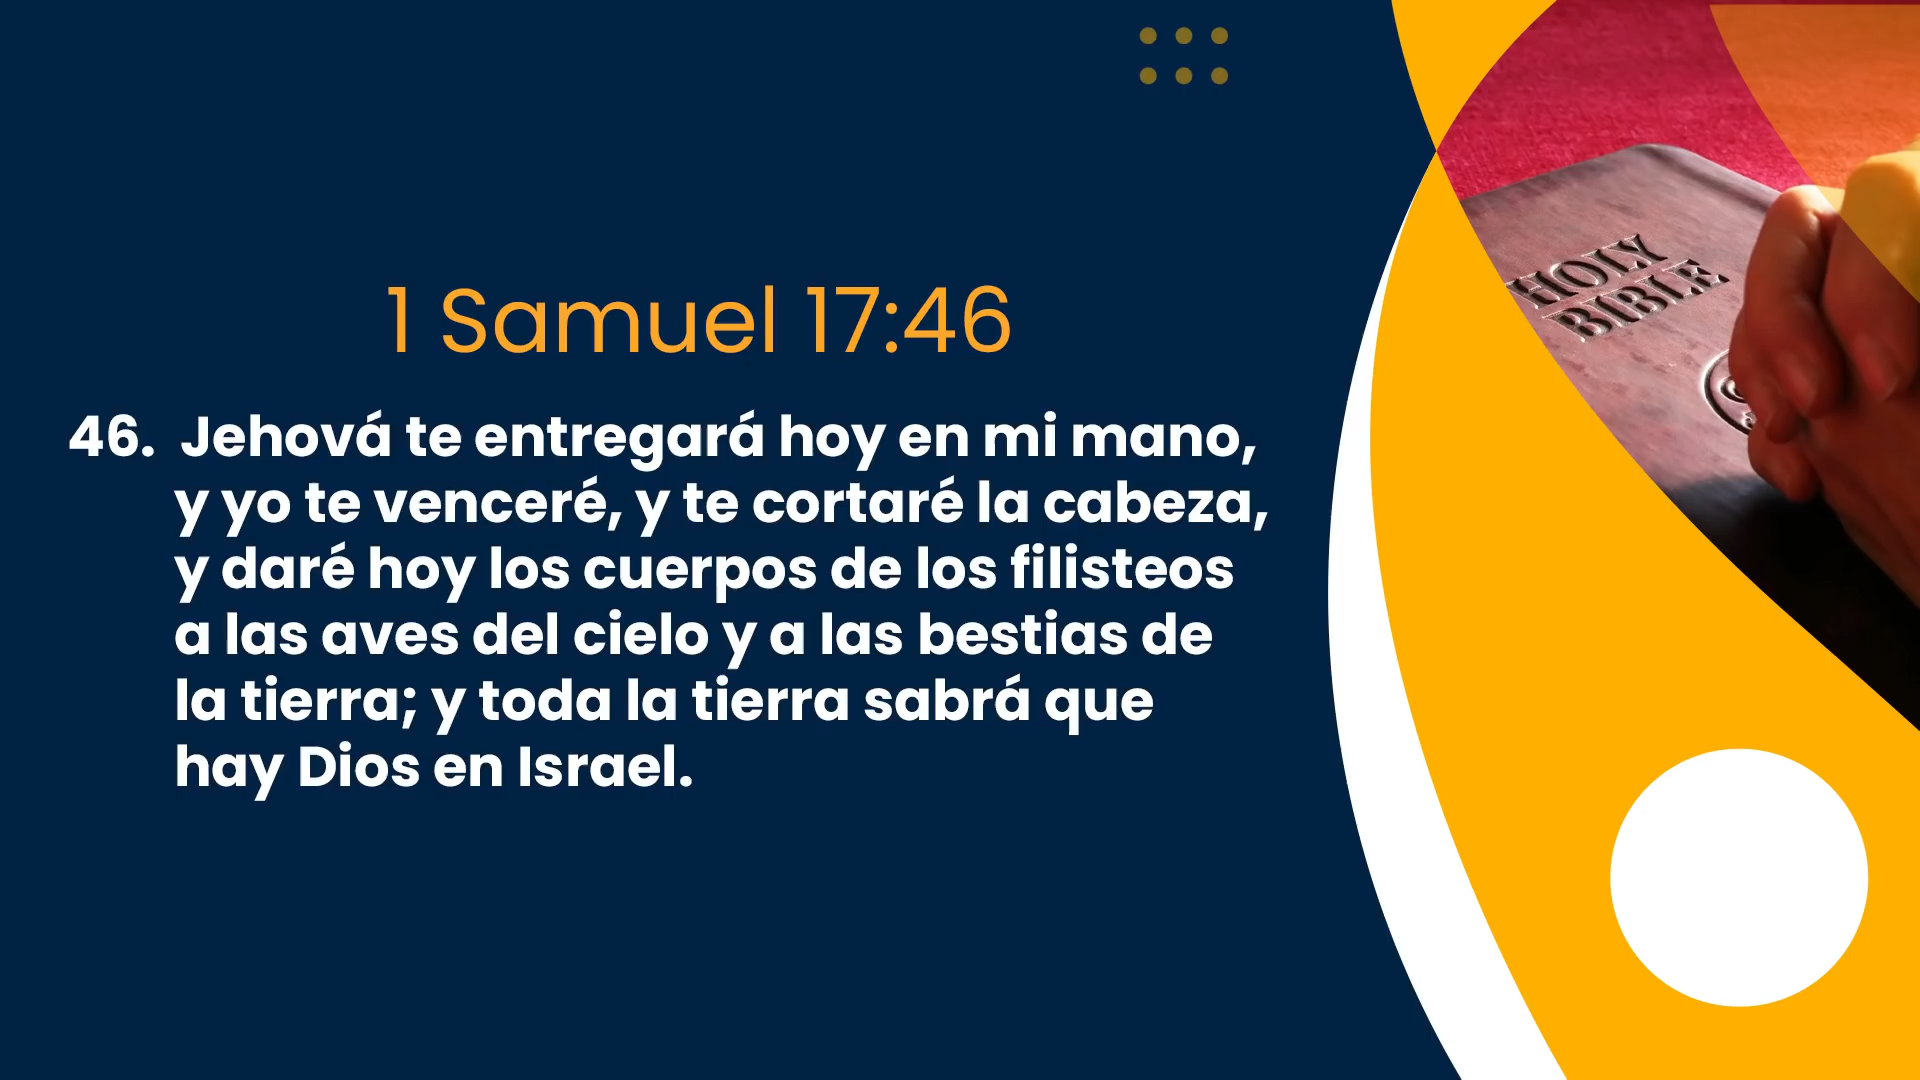 1 Samuel 17:46
46. Jehová te entregará hoy en mi mano,
y yo te venceré, y te cortaré la cabeza,
y daré hoy los cuerpos de los filisteos
a las aves del cielo y a las bestias de
la tierra; y toda la tierra sabrá que
hay Dios en Israel.
HOLY
BIBLE